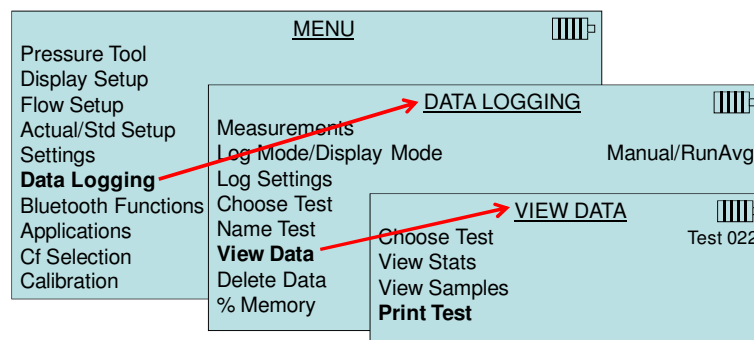 MENU
Pressure Tool
Display Setup
Flow Setup
Actual/Std Setup
Settings
Data Logging
Bluetooth Functions
Applications
Cf Selection
Calibration
DATA LOGGING
Measurements
Log Mode/Display Mode Manual/RunAvg
Log Settings
Choose Test
Name Test
View Data
Delete Data
% Memory
VIEW DATA
Choose Test Test 022
View Stats
View Samples
Print Test